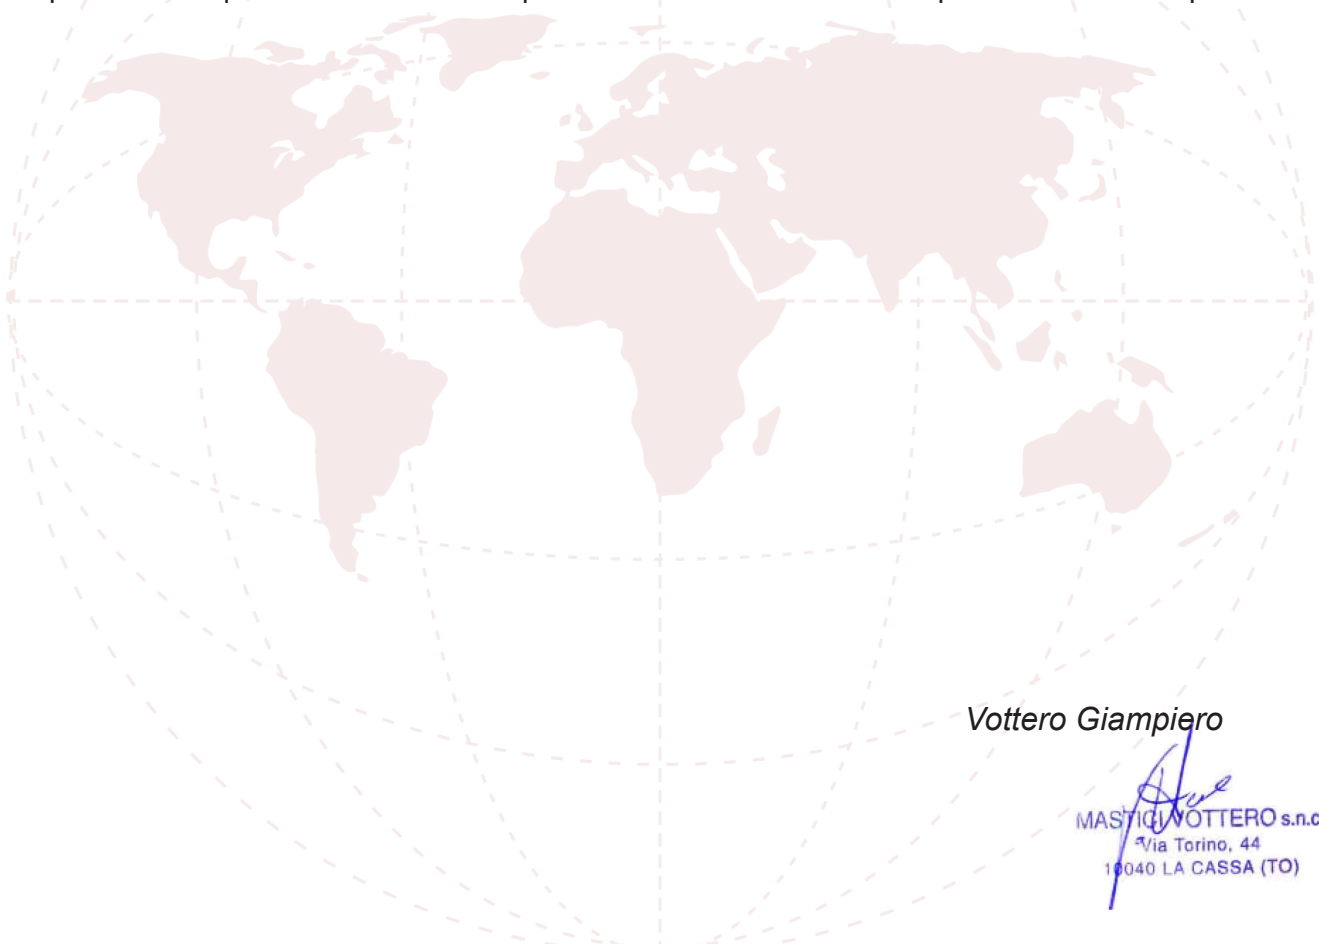 Vottero Giampiero
MASTICI VOTTERO s.n.c
Via Torino, 44
10040 LA CASSA (TO)